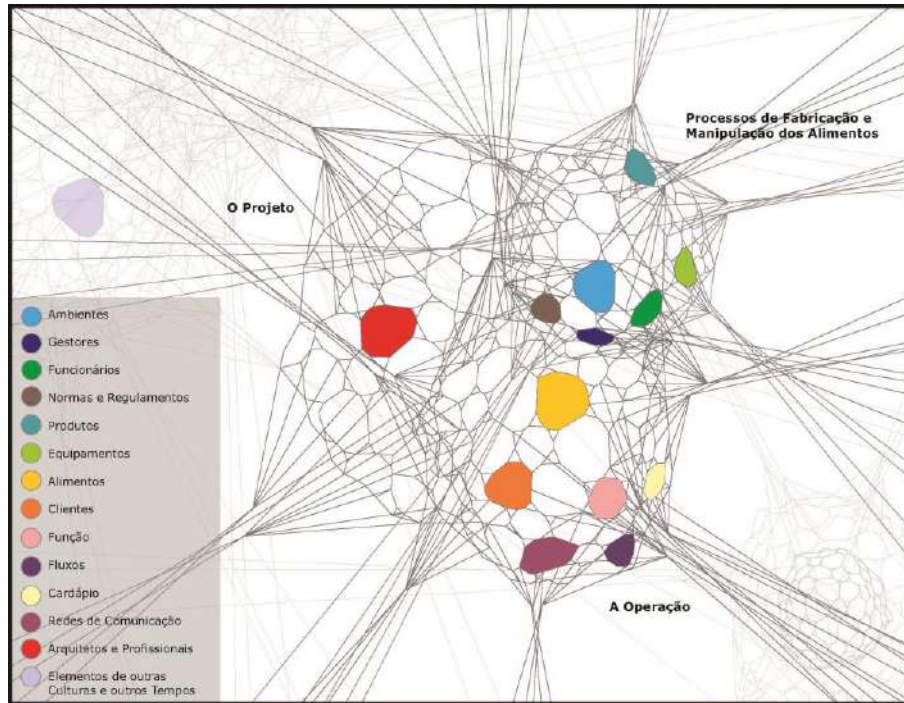 Processos de Fabricação e
Manipulação dos Alimentos
O Projeto
Ambientes
Gestores
Funcionários
Normas e Regulamentos
Produtos
Equipamentos
Alimentos
Clientes
Função
Fluxos
Cardápio
Redes de Comunicação
Arquitetos e Profissionais
Elementos de outras
Culturas e outros Tempos
A Operação